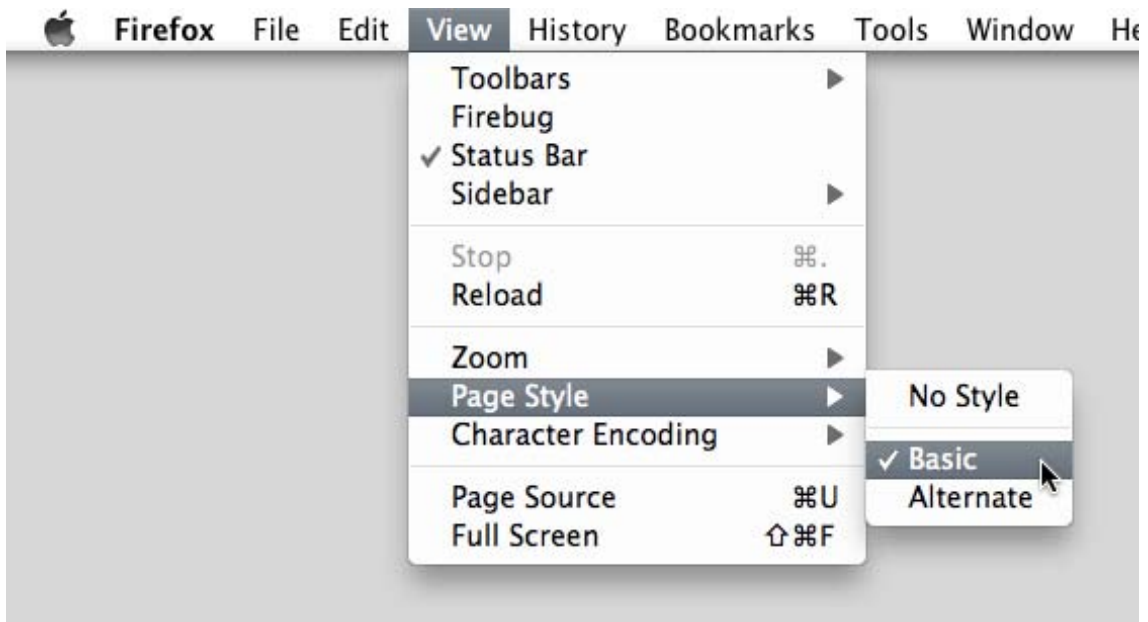 Firefox File Edit View History Bookmarks Tools Window He
Toolbars
Firebug
✓ Status Bar
Sidebar
Stop ⌘.
Reload ⌘R
Zoom
Page Style
Character Encoding
Page Source ⌘U
Full Screen ⇧⌘F
No Style
✓ Basic
Alternate